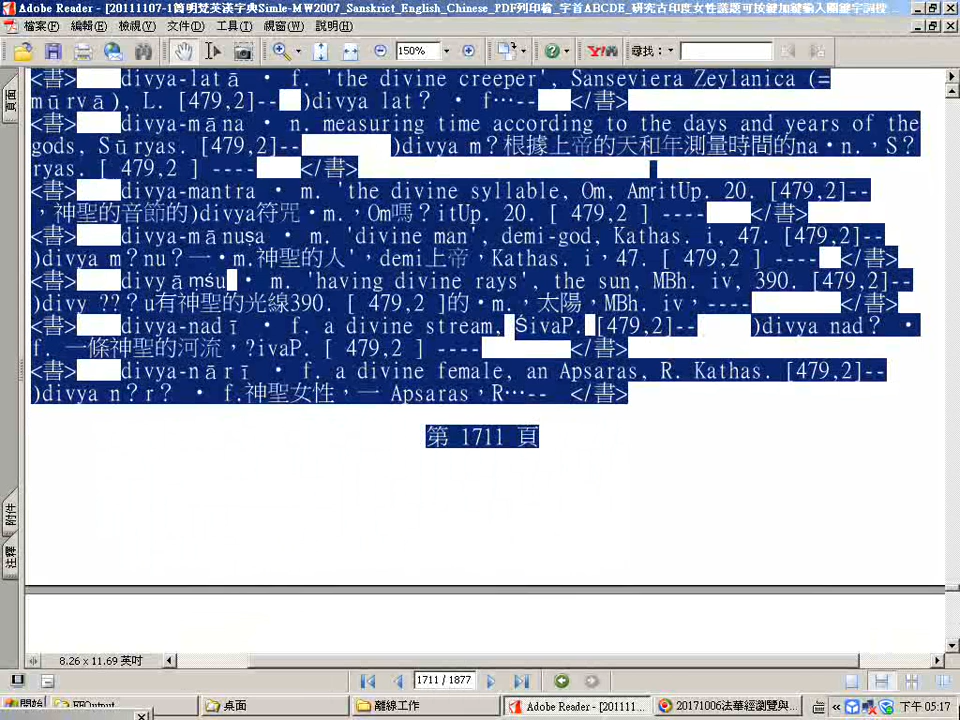 Adobe Reader - [20111107-1簡明梵英漢字典Simle-MW2007_Sanskrict_English_Chinese_PDF列印檔_字首ABCDE_研究古印度女性議題可按鍵加鍵輸入關鍵字詞搜
檔案(F) 編輯(E) 檢視(V) 文件(D) 工具(T) 視窗(W) 說明(H)
150% Y! 尋找：
頁面
<書> divya-latā • f. 'the divine creeper', Sanseviera Zeylanica (=
mūrvā), L. [479,2]-- )divya lat? • f…-- </書>
<書> divya-māna • n. measuring time according to the days and years of the
gods, Sūryas. [479,2]-- )divya m？根據上帝的天和年測量時間的na•n.，S？
ryas. [ 479,2 ] ---- </書>
<書> divya-mantra • m. 'the divine syllable, Om, AmritUp. 20. [479,2]--
，神聖的音節的)divya符咒•m.，Om嗎？itUp. 20. [ 479,2 ] ---- </書>
<書> divya-mānuṣa • m. 'divine man', demi-god, Kathas. i, 47. [479,2]--
)divya m?nu?一•m.神聖的人'，demi上帝，Kathas. i，47. [ 479,2 ] ---- </書>
<書> divyāmśu • m. 'having divine rays', the sun, MBh. iv, 390. [479,2]--
)divy ??？u有神聖的光線390. [ 479,2 ]的•m.，太陽，MBh. iv，---- </書>
<書> divya-nadī • f. a divine stream, ŚivaP. [479,2]-- )divya nad？ •
f. 一條神聖的河流，?ivaP. [ 479,2 ] ---- </書>
<書> divya-nārī • f. a divine female, an Apsaras, R. Kathas. [479,2]--
)divya n？r？ • f.神聖女性，一 Apsaras，R…-- </書>
第 1711 頁
附件
注釋
8.26 x 11.69 英吋
1711 / 1877
開始 FFOutput 桌面 離線工作 Adobe Reader - [201111... 20171006法華經瀏覽與... 下午 05:17